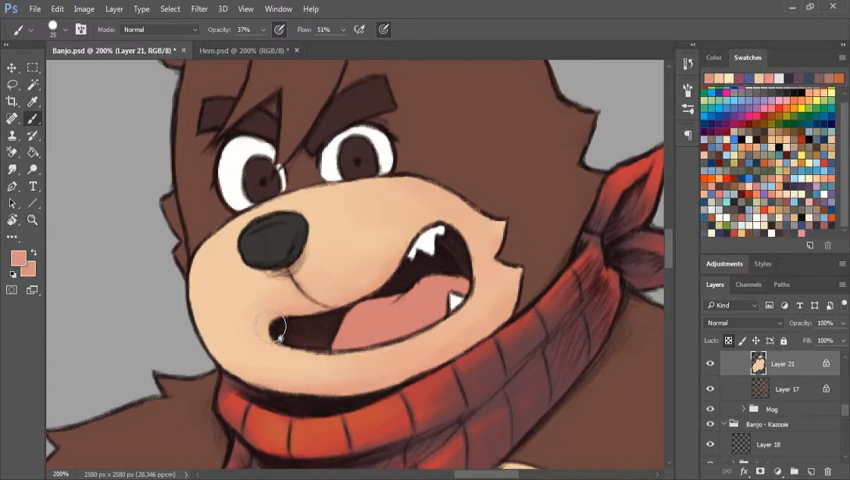 Ps File Edit Image Layer Type Select Filter 3D View Window Help
25 Mode: Normal Opacity: 37% Flow: 51%
Banjo.psd @ 200% (Layer 21, RGB/8) * × Hero.psd @ 200% (RGB/8) * ×
Color Swatches
Adjustments Styles
Layers Channels Paths
Kind
Normal Opacity: 100%
Lock: Fill: 100%
Layer 21
Layer 17
Mog
Banjo - Kazooie
Layer 18
200% 2580 px x 2580 px (28.346 ppcm)